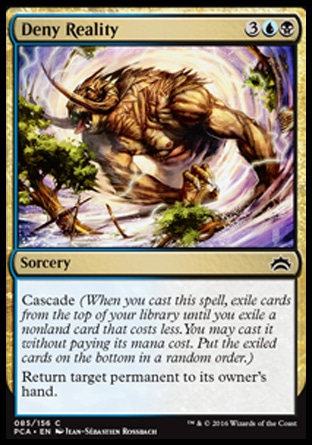 Deny Reality 3
Sorcery
Cascade (When you cast this spell, exile cards
from the top of your library until you exile a
nonland card that costs less.You may cast it
without paying its mana cost. Put the exiled
cards on the bottom in a random order.)
Return target permanent to its owner's
hand.
085/156 C
PCA • EN Jean-Sébastien Rossbach
™ & © 2016 Wizards of the Coast